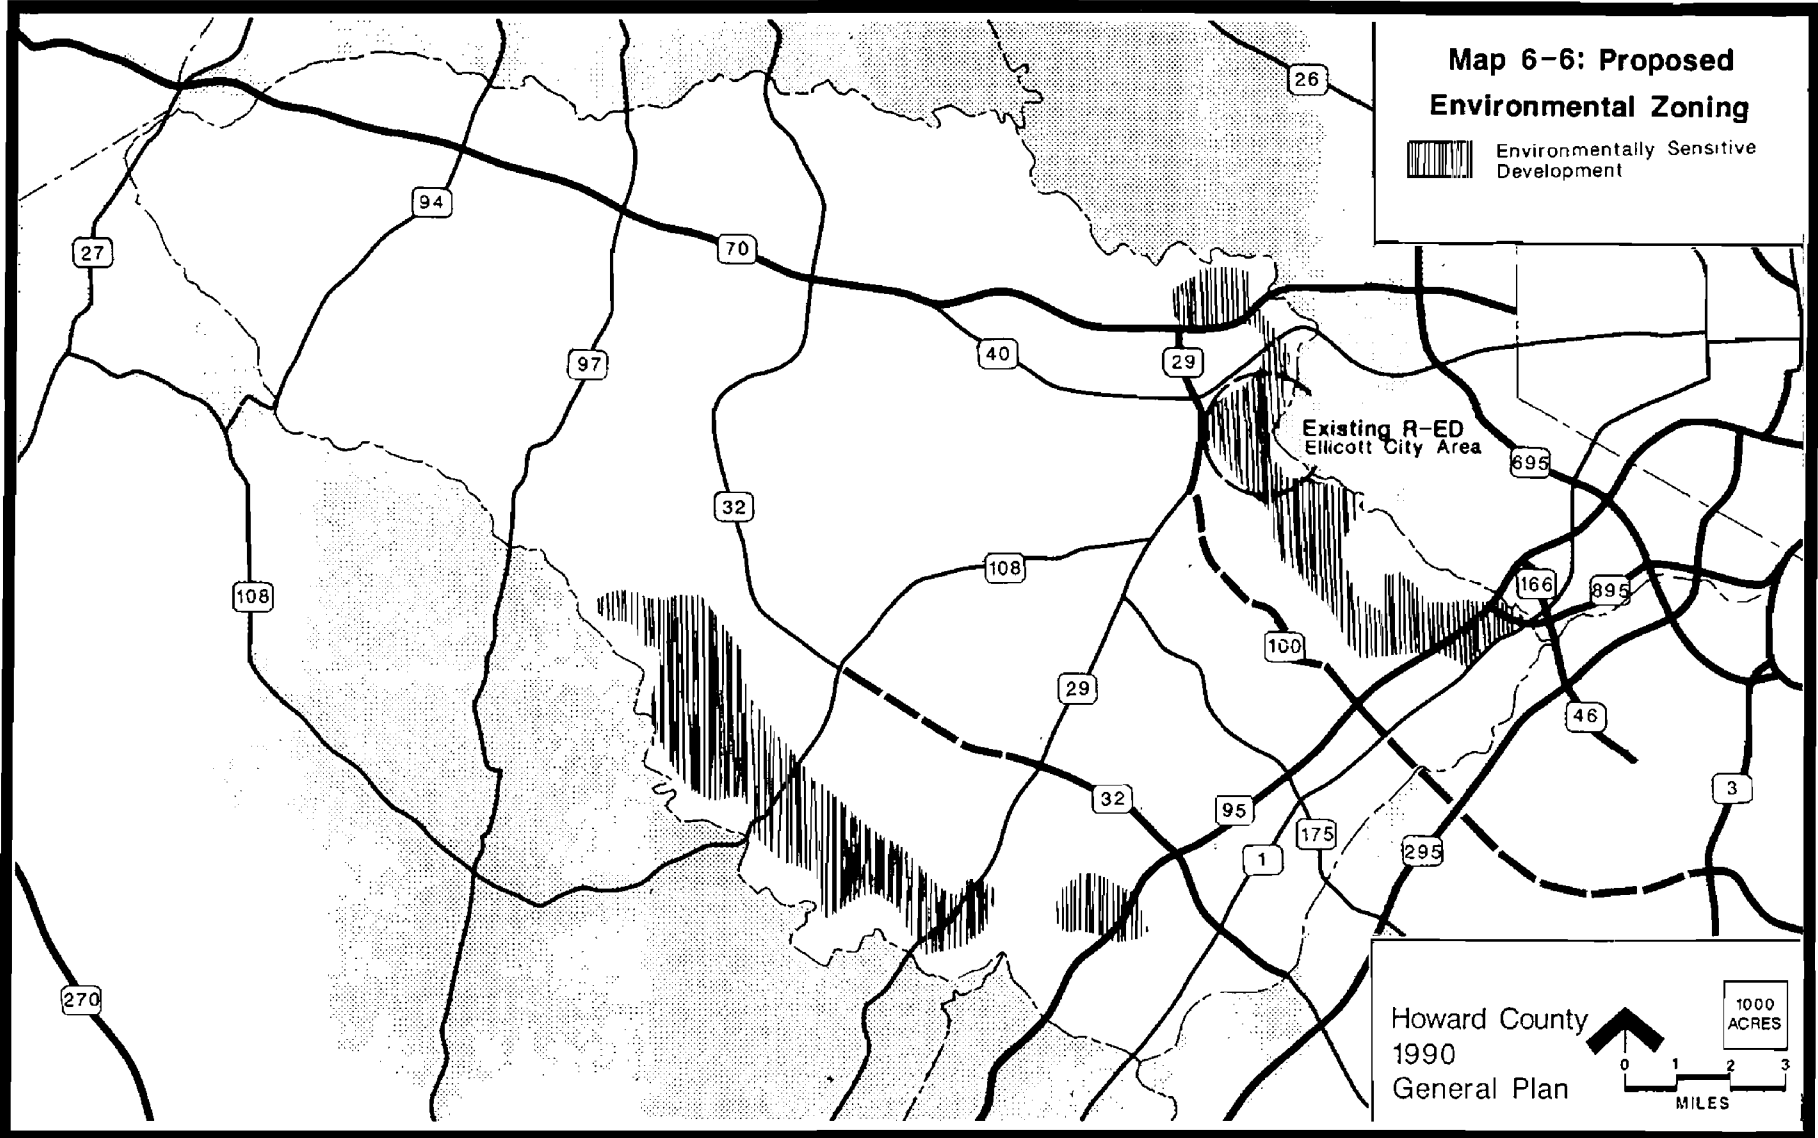 Map 6-6: Proposed
Environmental Zoning
Environmentally Sensitive
Development
26
94
27
70
40
29
97
Existing R-ED
Ellicott City Area
695
32
108
108
166
895
100
29
46
32
95
3
175
1
295
270
Howard County
1990
General Plan
1000
ACRES
0 1 2 3
MILES